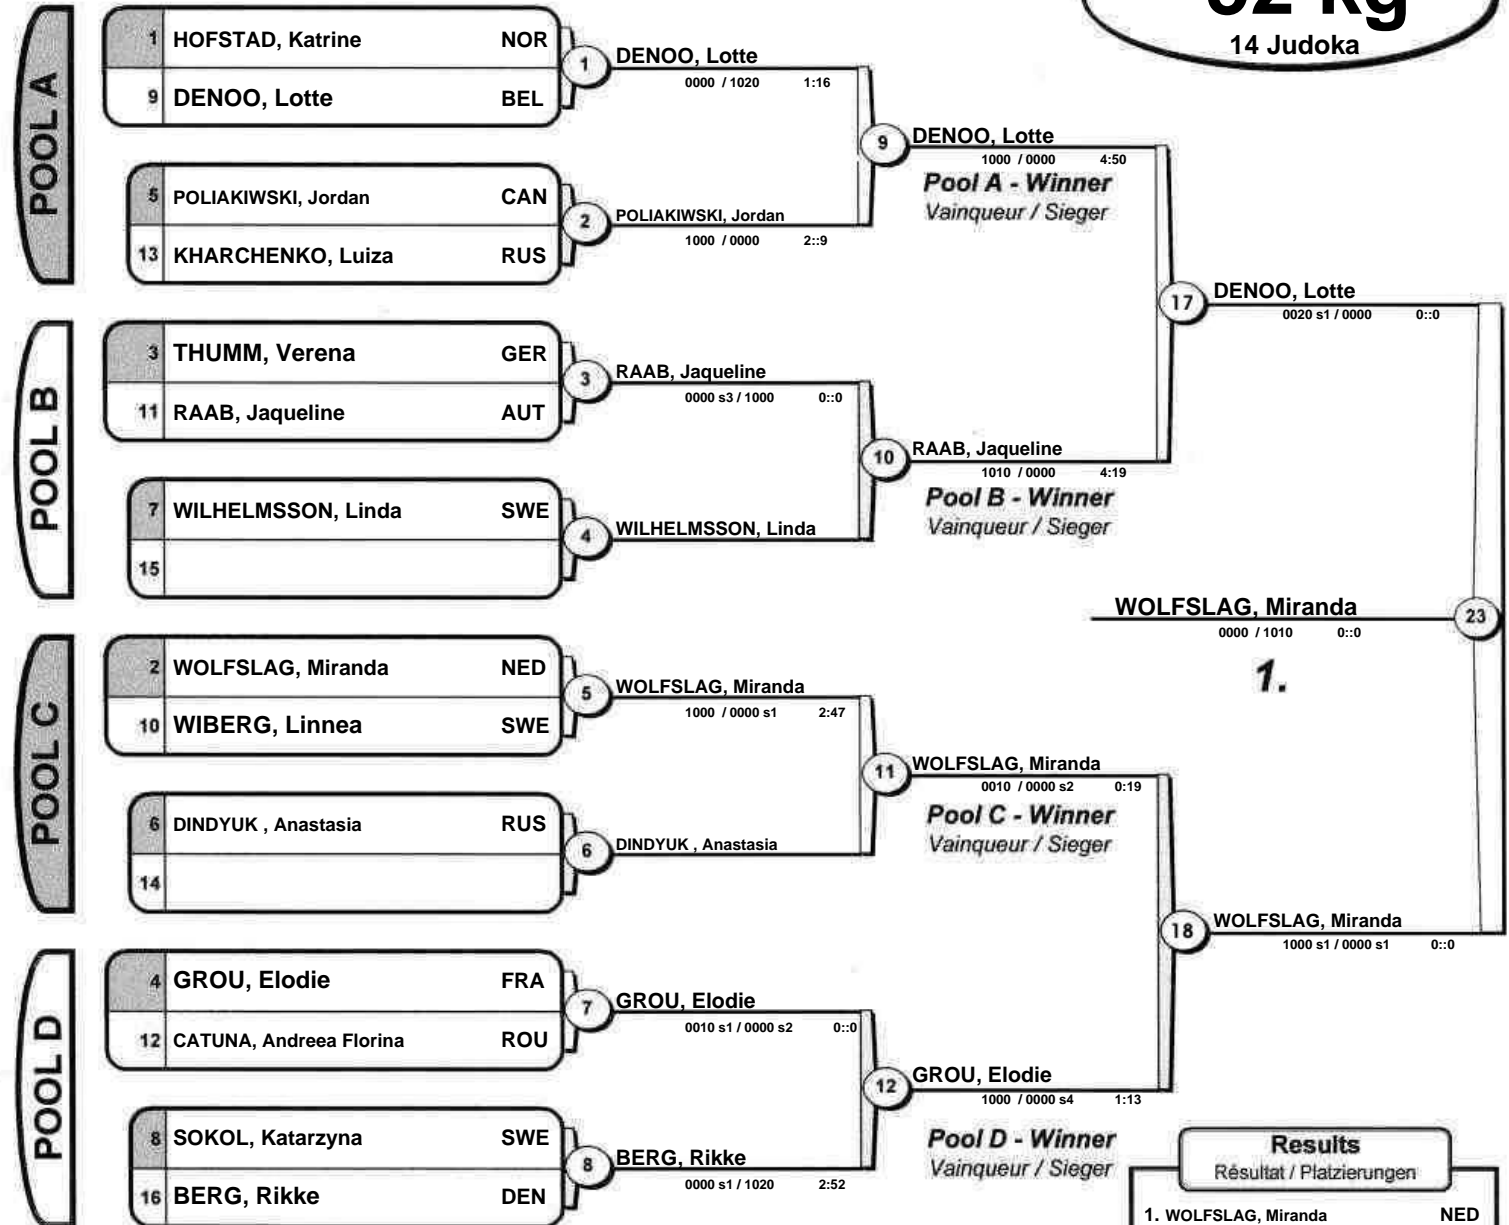 52 kg
14 Judoka
POOL A
1 HOFSTAD, Katrine NOR
9 DENOO, Lotte BEL
1 DENOO, Lotte
0000 / 1020 1:16
5 POLIAKIWSKI, Jordan CAN
13 KHARCHENKO, Luiza RUS
2 POLIAKIWSKI, Jordan
1000 / 0000 2::9
9 DENOO, Lotte
1000 / 0000 4:50
Pool A - Winner
Vainqueur / Sieger
POOL B
3 THUMM, Verena GER
11 RAAB, Jaqueline AUT
3 RAAB, Jaqueline
0000 s3 / 1000 0::0
7 WILHELMSSON, Linda SWE
15
4 WILHELMSSON, Linda
10 RAAB, Jaqueline
1010 / 0000 4:19
Pool B - Winner
Vainqueur / Sieger
17 DENOO, Lotte
0020 s1 / 0000 0::0
WOLFSLAG, Miranda 23
0000 / 1010 0::0
1.
POOL C
2 WOLFSLAG, Miranda NED
10 WIBERG, Linnea SWE
5 WOLFSLAG, Miranda
1000 / 0000 s1 2:47
6 DINDYUK , Anastasia RUS
14
6 DINDYUK , Anastasia
11 WOLFSLAG, Miranda
0010 / 0000 s2 0:19
Pool C - Winner
Vainqueur / Sieger
18 WOLFSLAG, Miranda
1000 s1 / 0000 s1 0::0
POOL D
4 GROU, Elodie FRA
12 CATUNA, Andreea Florina ROU
7 GROU, Elodie
0010 s1 / 0000 s2 0::0
8 SOKOL, Katarzyna SWE
16 BERG, Rikke DEN
8 BERG, Rikke
0000 s1 / 1020 2:52
12 GROU, Elodie
1000 / 0000 s4 1:13
Pool D - Winner
Vainqueur / Sieger
Results
Résultat / Platzierungen
1. WOLFSLAG, Miranda NED